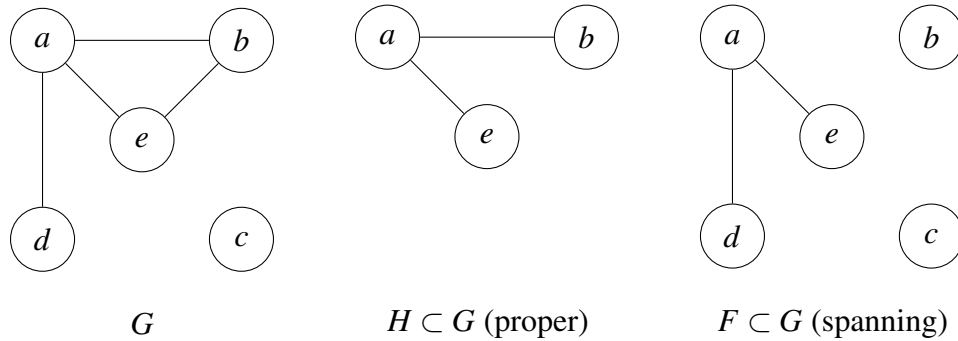 a b a b a b
e e e
d c d c
G H ⊂ G (proper) F ⊂ G (spanning)